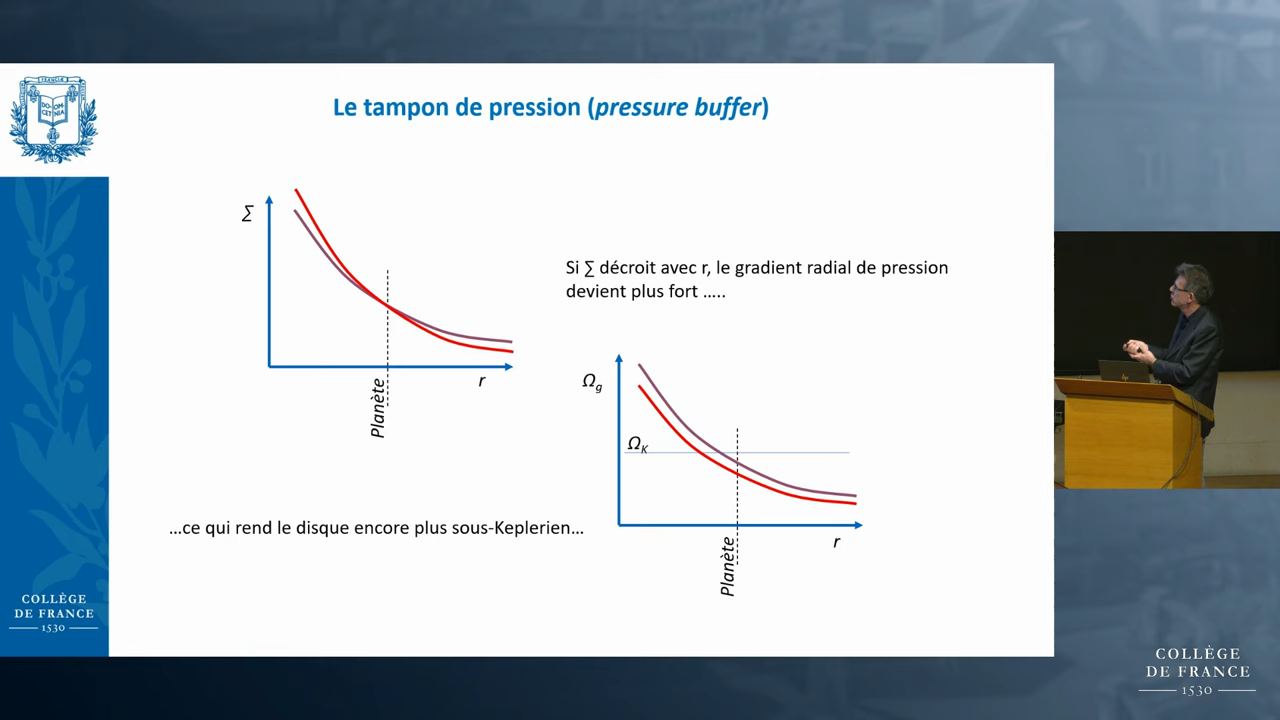 Le tampon de pression (pressure buffer)
∑
Planète
r
Si ∑ décroit avec r, le gradient radial de pression
devient plus fort .....
Ωg
ΩK
Planète
r
...ce qui rend le disque encore plus sous-Keplerien...
COLLÈGE
DE FRANCE
1530
COLLÈGE
DE FRANCE
1530